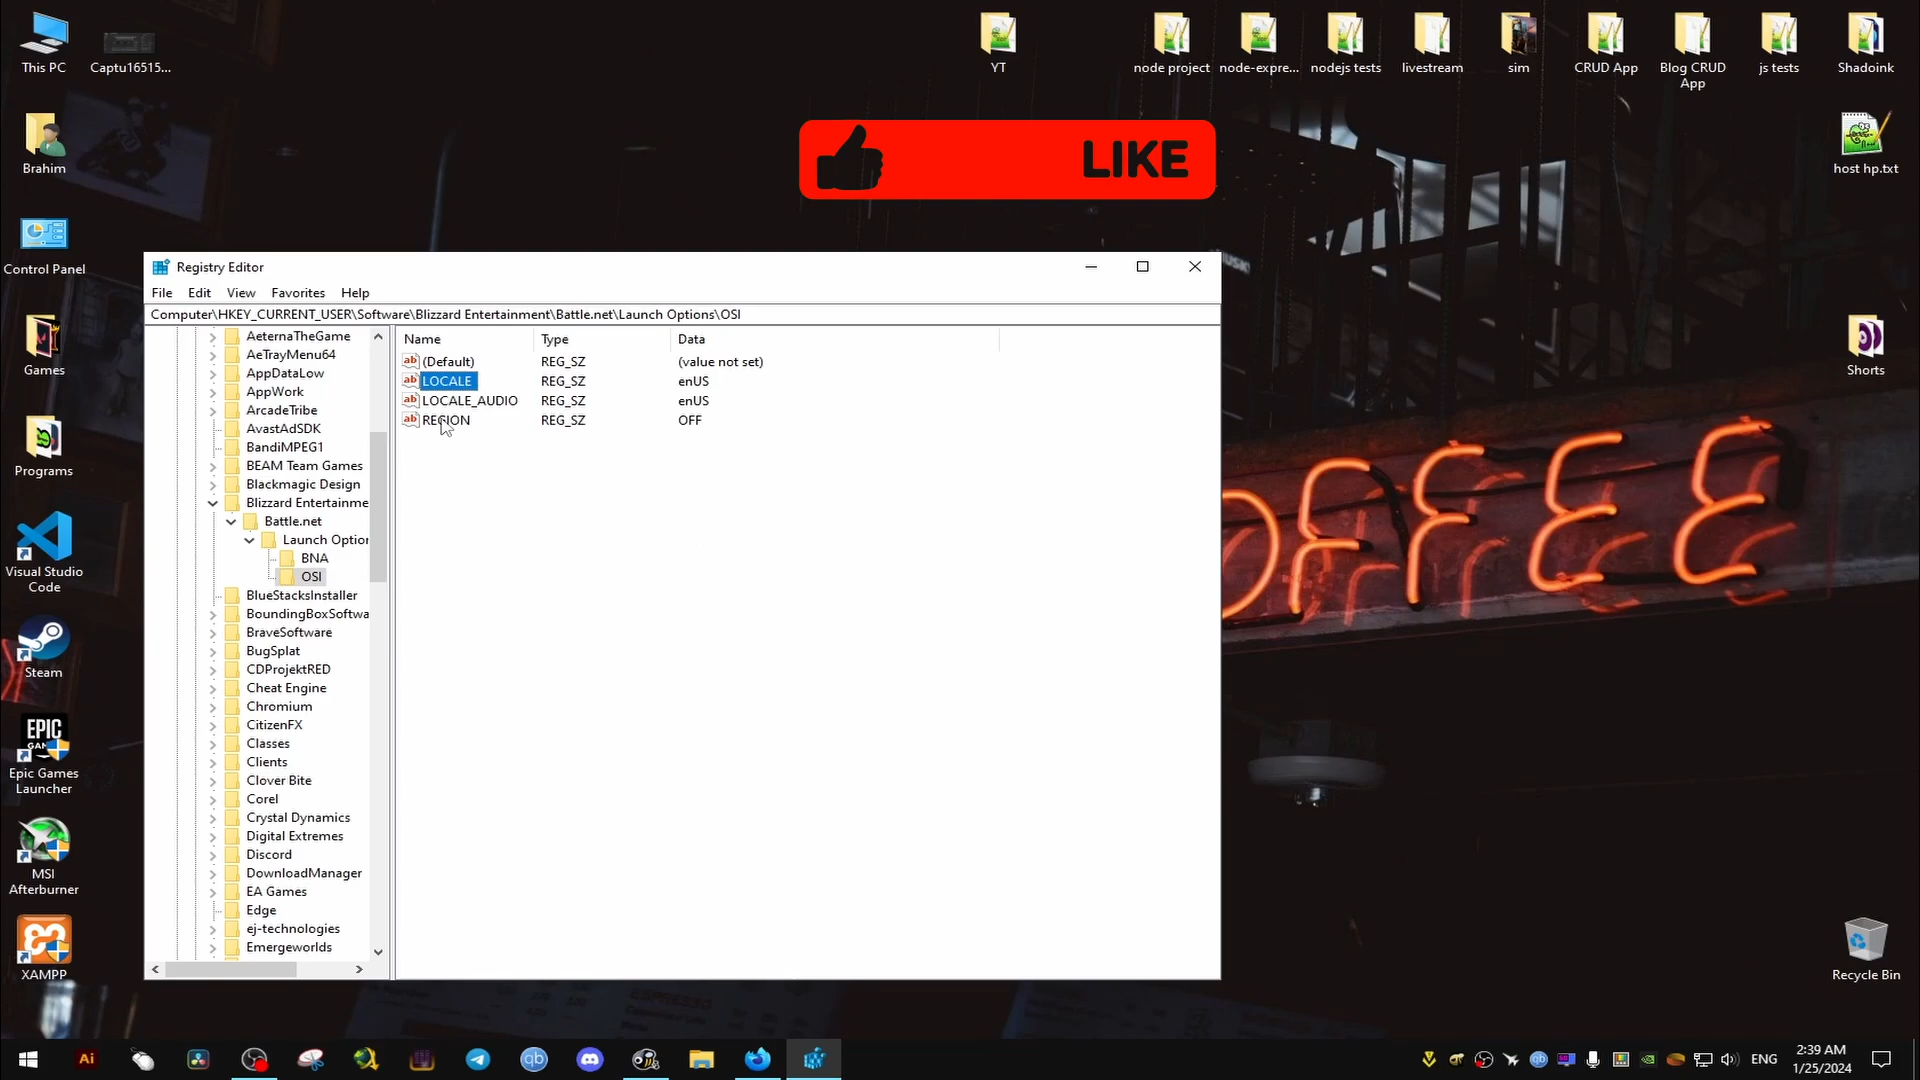 This PC
Captu16515...
YT
node project
node-expre...
nodejs tests
livestream
sim
CRUD App
Blog CRUD
App
js tests
Shadoink
Brahim
host hp.txt
LIKE
Control Panel
Games
Shorts
Programs
Visual Studio
Code
Steam
EPIC
Epic Games
Launcher
MSI
Afterburner
XAMPP
Recycle Bin
Registry Editor
File Edit View Favorites Help
Computer\HKEY_CURRENT_USER\Software\Blizzard Entertainment\Battle.net\Launch Options\OSI
AeternaTheGame
AeTrayMenu64
AppDataLow
AppWork
ArcadeTribe
AvastAdSDK
BandiMPEG1
BEAM Team Games
Blackmagic Design
Blizzard Entertainme
Battle.net
Launch Option
BNA
OSI
BlueStacksInstaller
BoundingBoxSoftwa
BraveSoftware
BugSplat
CDProjektRED
Cheat Engine
Chromium
CitizenFX
Classes
Clients
Clover Bite
Corel
Crystal Dynamics
Digital Extremes
Discord
DownloadManager
EA Games
Edge
ej-technologies
Emergeworlds
Name Type Data
(Default) REG_SZ (value not set)
LOCALE REG_SZ enUS
LOCALE_AUDIO REG_SZ enUS
REGION REG_SZ OFF
OFFEE
Ai
qb
ENG
2:39 AM
1/25/2024